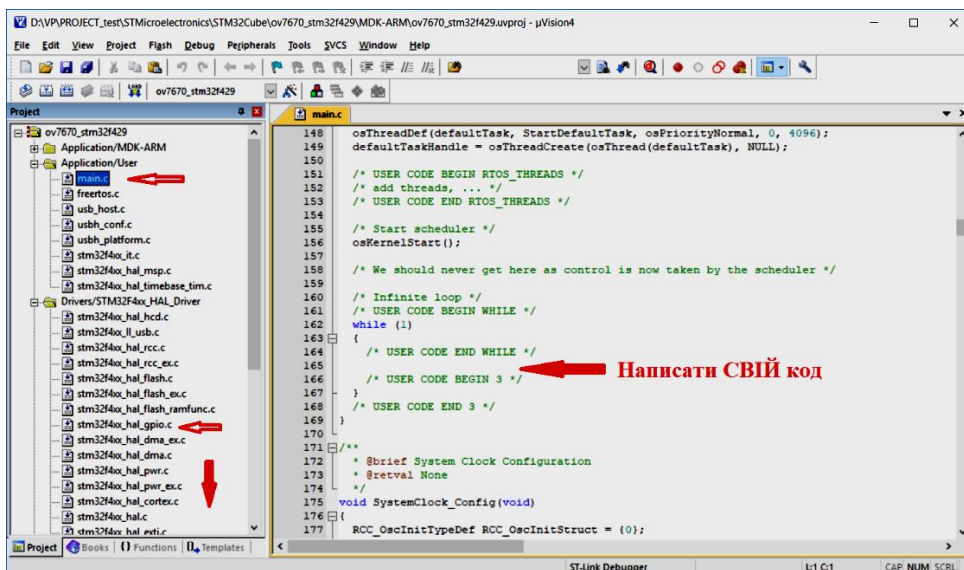 D:\VP\PROJECT_test\STMicroelectronics\STM32Cube\ov7670_stm32f429\MDK-ARM\ov7670_stm32f429.uvproj - µVision4
File Edit View Project Flash Debug Peripherals Tools SVCS Window Help
ov7670_stm32f429
Project
ov7670_stm32f429
Application/MDK-ARM
Application/User
main.c
freertos.c
usb_host.c
usbh_conf.c
usbh_platform.c
stm32f4xx_it.c
stm32f4xx_hal_msp.c
stm32f4xx_hal_timebase_tim.c
Drivers/STM32F4xx_HAL_Driver
stm32f4xx_hal_hcd.c
stm32f4xx_ll_usb.c
stm32f4xx_hal_rcc.c
stm32f4xx_hal_rcc_ex.c
stm32f4xx_hal_flash.c
stm32f4xx_hal_flash_ex.c
stm32f4xx_hal_flash_ramfunc.c
stm32f4xx_hal_gpio.c
stm32f4xx_hal_dma_ex.c
stm32f4xx_hal_dma.c
stm32f4xx_hal_pwr.c
stm32f4xx_hal_pwr_ex.c
stm32f4xx_hal_cortex.c
stm32f4xx_hal.c
stm32f4xx_hal_exti.c
Project Books {} Functions 0 Templates
main.c
148 osThreadDef(defaultTask, StartDefaultTask, osPriorityNormal, 0, 4096);
149 defaultTaskHandle = osThreadCreate(osThread(defaultTask), NULL);
150
151 /* USER CODE BEGIN RTOS_THREADS */
152 /* add threads, ... */
153 /* USER CODE END RTOS_THREADS */
154
155 /* Start scheduler */
156 osKernelStart();
157
158 /* We should never get here as control is now taken by the scheduler */
159
160 /* Infinite loop */
161 /* USER CODE BEGIN WHILE */
162 while (1)
163 {
164 /* USER CODE END WHILE */
165
166 /* USER CODE BEGIN 3 */
167 }
168 /* USER CODE END 3 */
169 }
170
171 /**
172 * @brief System Clock Configuration
173 * @retval None
174 */
175 void SystemClock_Config(void)
176 {
177 RCC_OscInitTypeDef RCC_OscInitStruct = {0};
Написати СВІЙ код
ST-Link Debugger L:1 C:1 CAP NUM SCRL